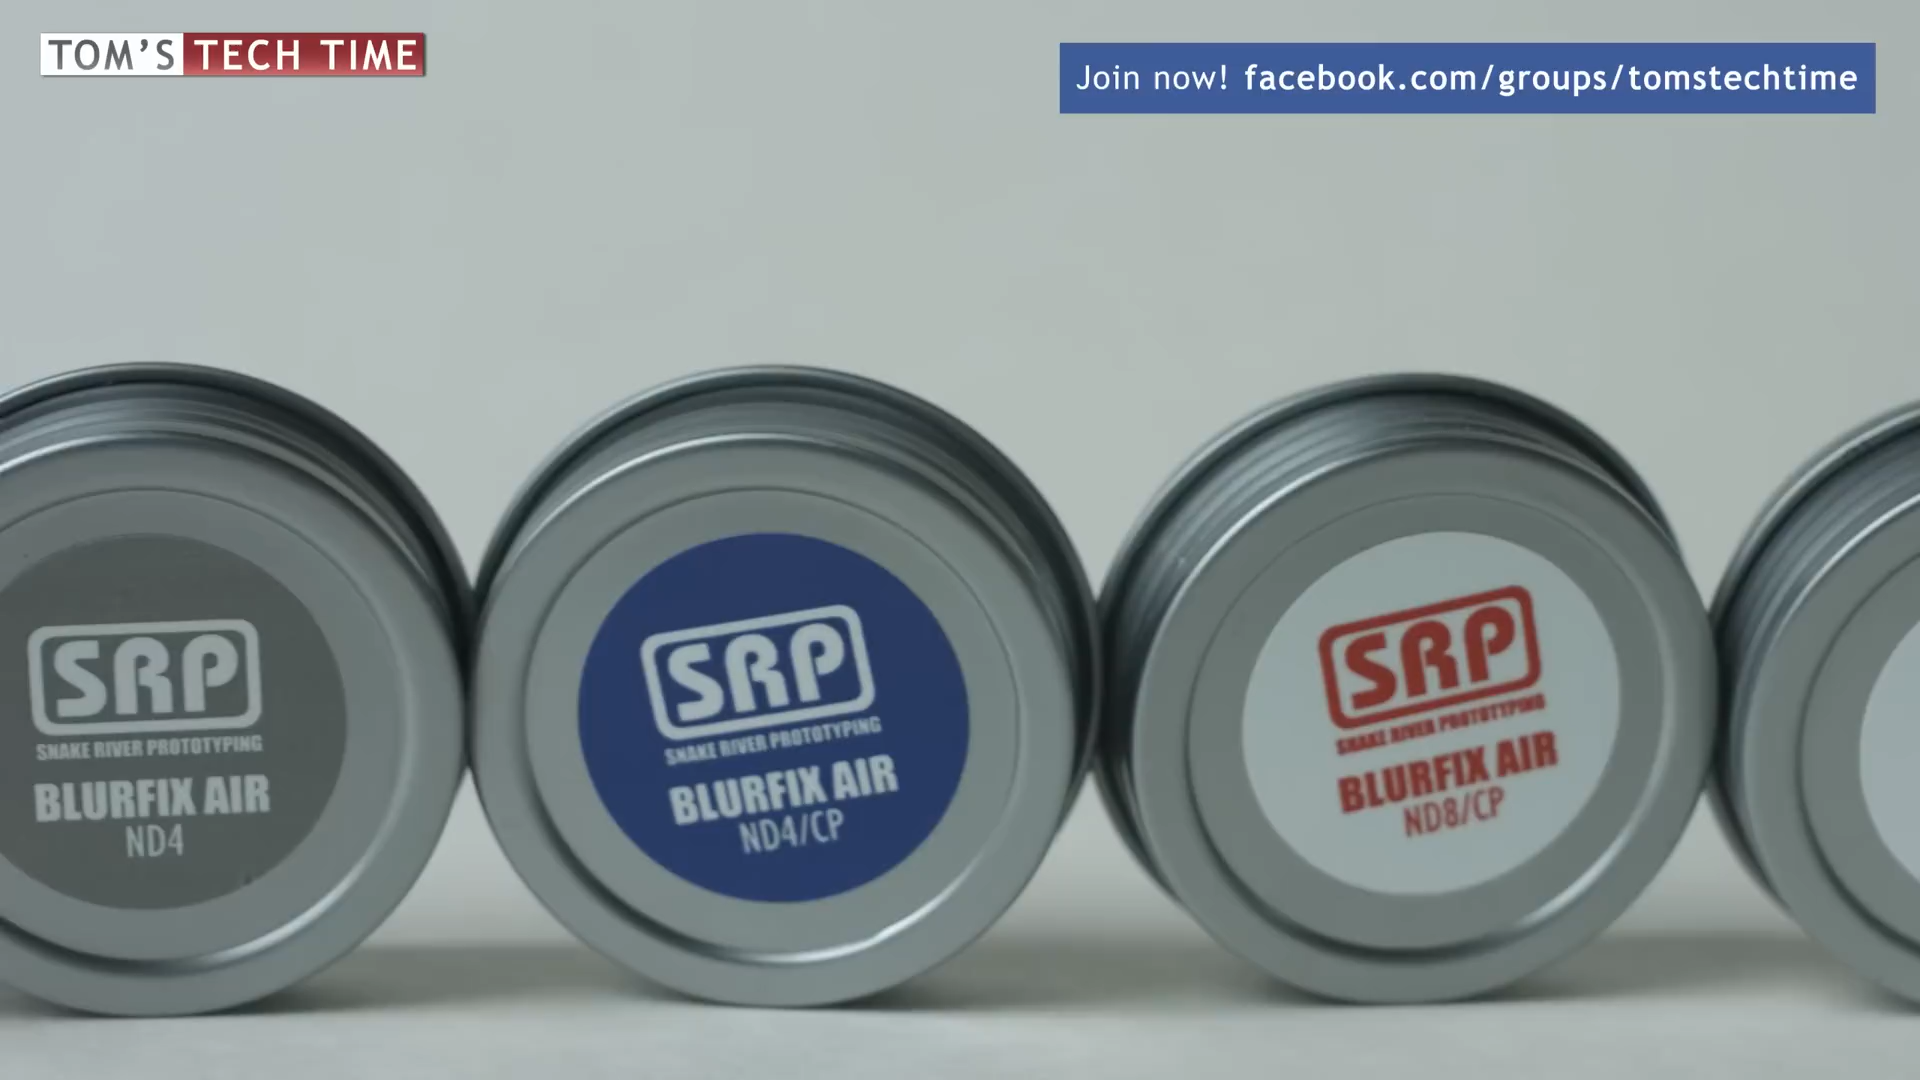 TOM'S TECH TIME
Join now! facebook.com/groups/tomstechtime
SRP
SNAKE RIVER PROTOTYPING
BLURFIX AIR
ND4
SRP
SNAKE RIVER PROTOTYPING
BLURFIX AIR
ND4/CP
SRP
SNAKE RIVER PROTOTYPING
BLURFIX AIR
ND8/CP